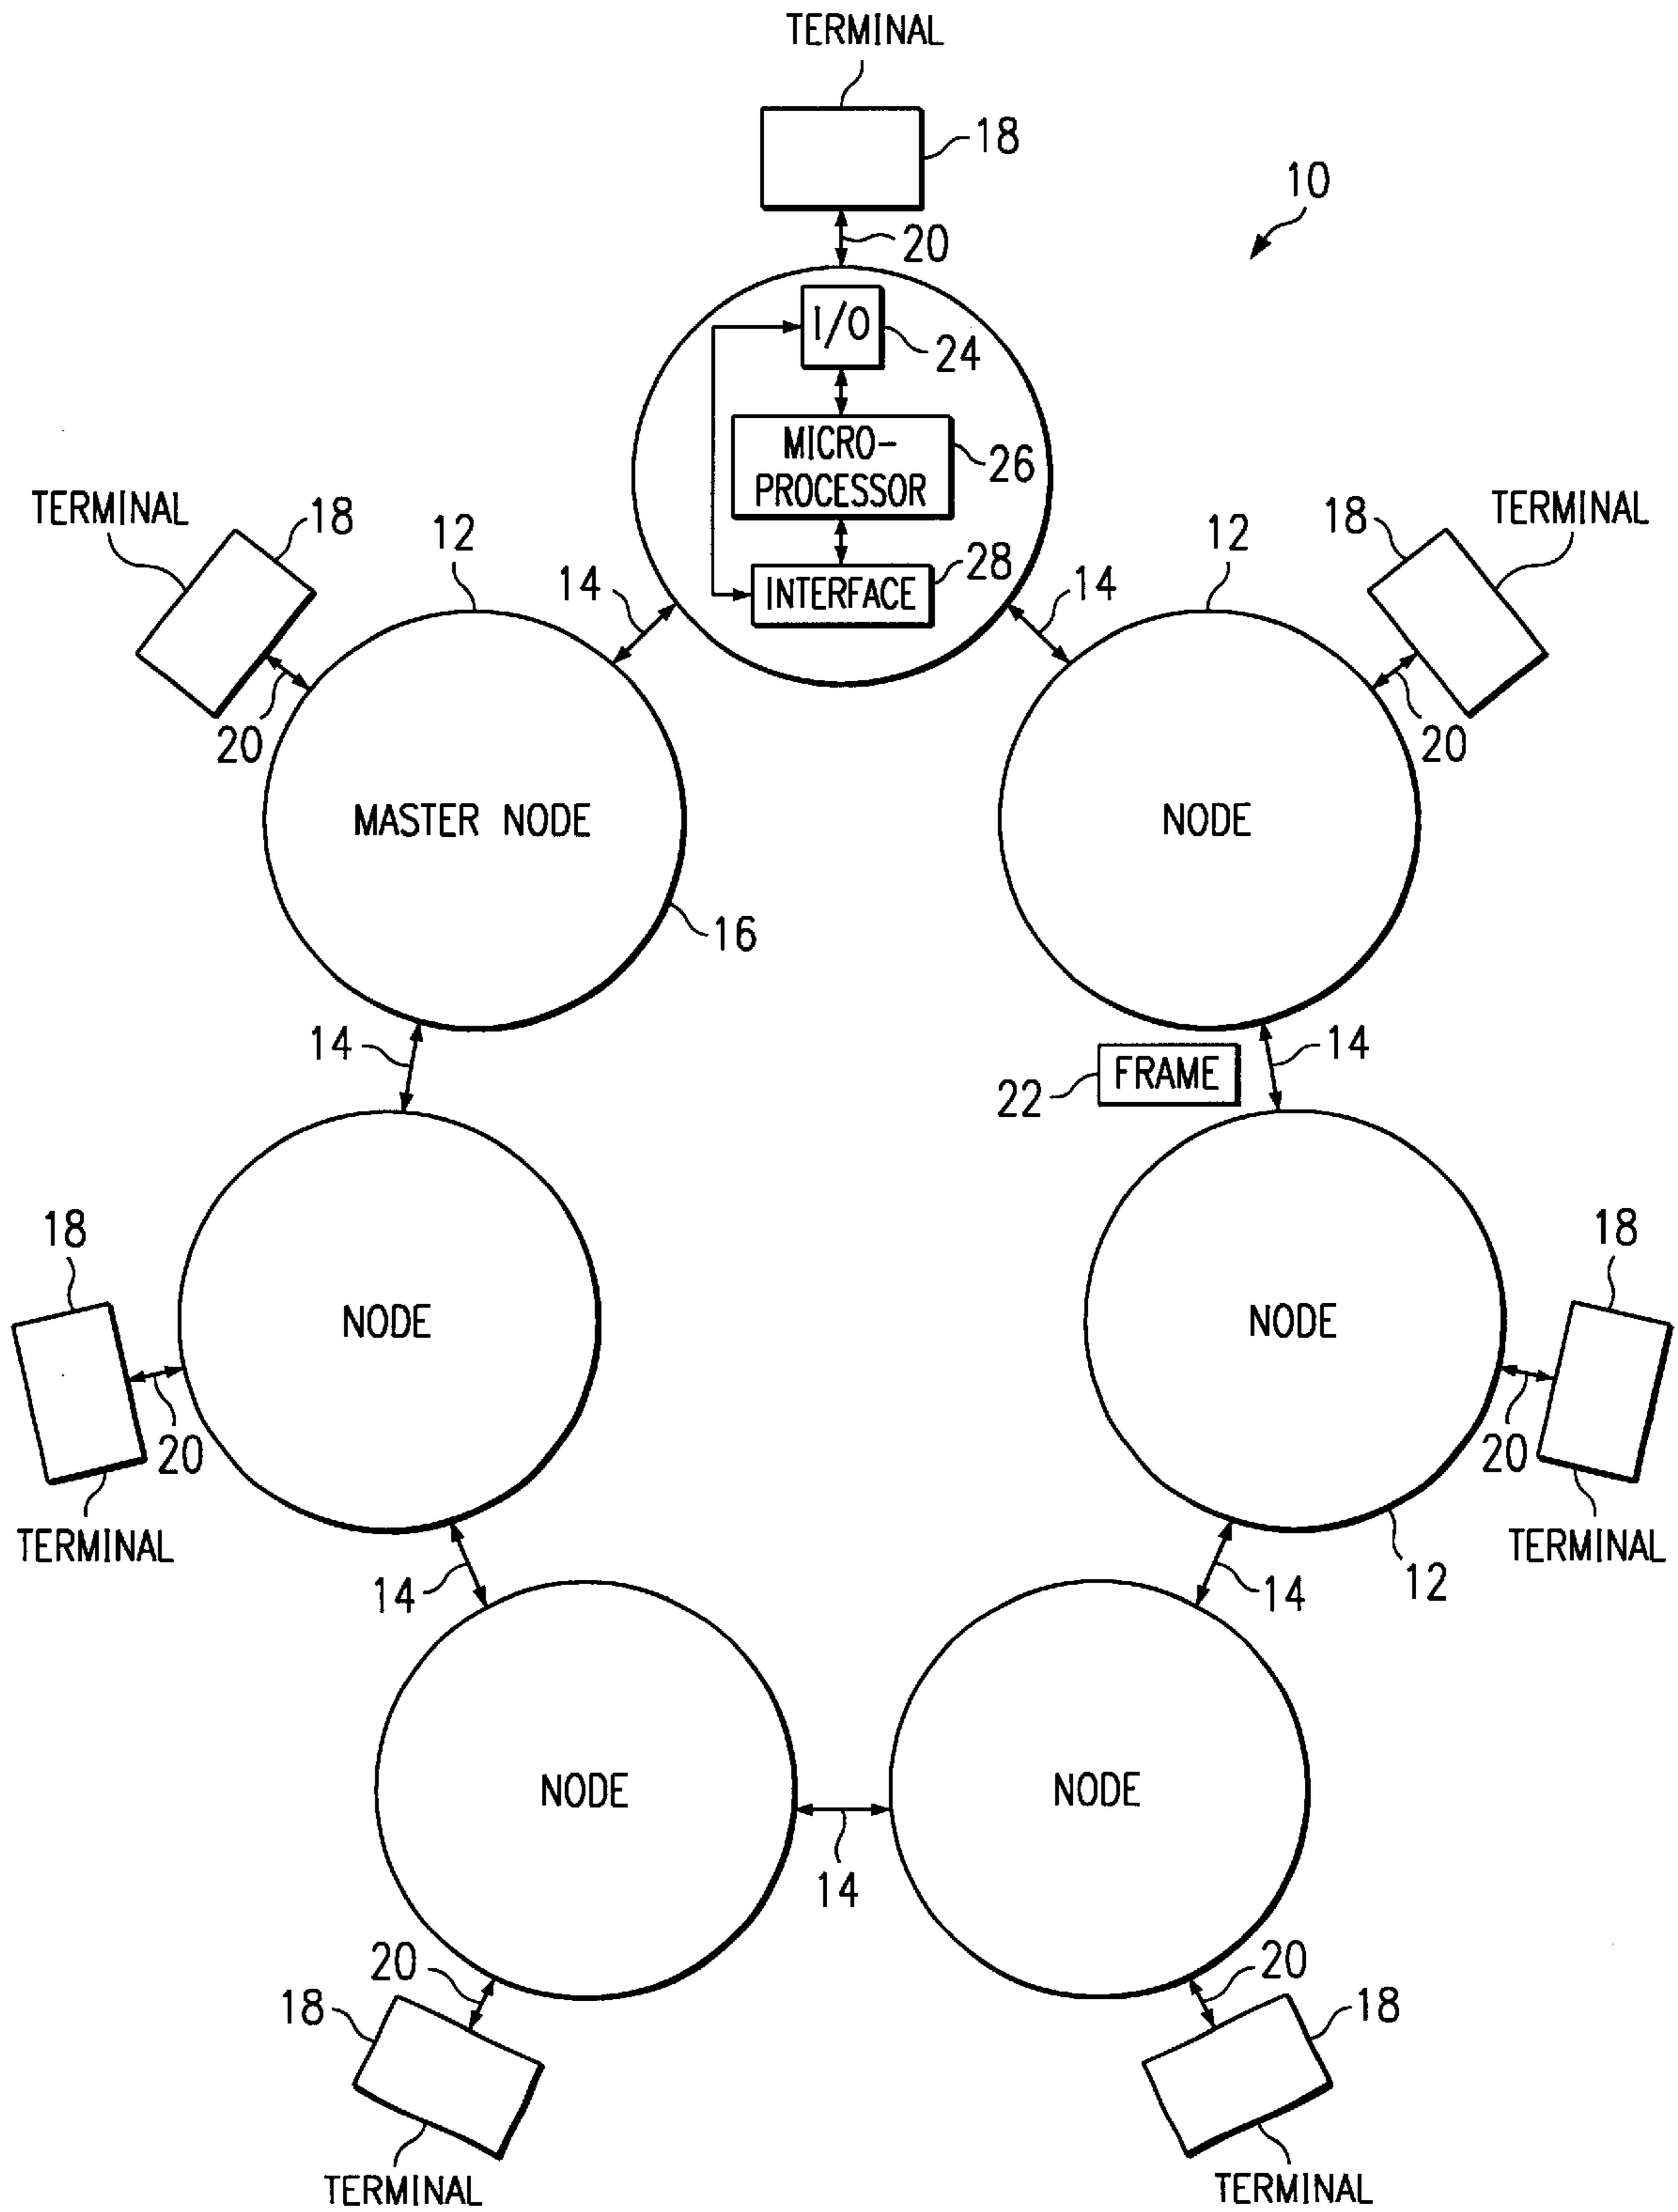 TERMINAL
18
10
20
I/O
24
MICRO-
PROCESSOR
26
INTERFACE
28
TERMINAL
18
12
14
20
MASTER NODE
16
14
12
18
TERMINAL
20
NODE
14
FRAME
22
14
18
NODE
20
TERMINAL
NODE
18
20
12
TERMINAL
14
14
NODE
14
NODE
20
18
TERMINAL
20
18
TERMINAL